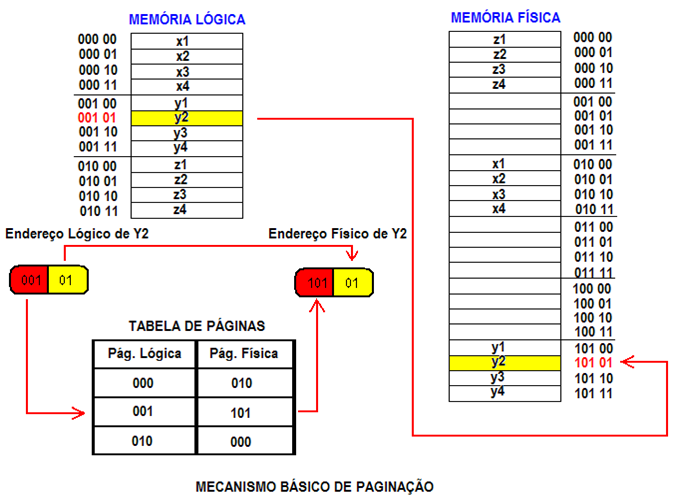 MEMÓRIA LÓGICA
000 00 x1
000 01 x2
000 10 x3
000 11 x4
001 00 y1
001 01 y2
001 10 y3
001 11 y4
010 00 z1
010 01 z2
010 10 z3
010 11 z4
MEMÓRIA FÍSICA
z1 000 00
z2 000 01
z3 000 10
z4 000 11
001 00
001 01
001 10
001 11
x1 010 00
x2 010 01
x3 010 10
x4 010 11
011 00
011 01
011 10
011 11
100 00
100 01
100 10
100 11
y1 101 00
y2 101 01
y3 101 10
y4 101 11
Endereço Lógico de Y2
001 01
Endereço Físico de Y2
101 01
TABELA DE PÁGINAS
Pág. Lógica Pág. Física
000 010
001 101
010 000
MECANISMO BÁSICO DE PAGINAÇÃO